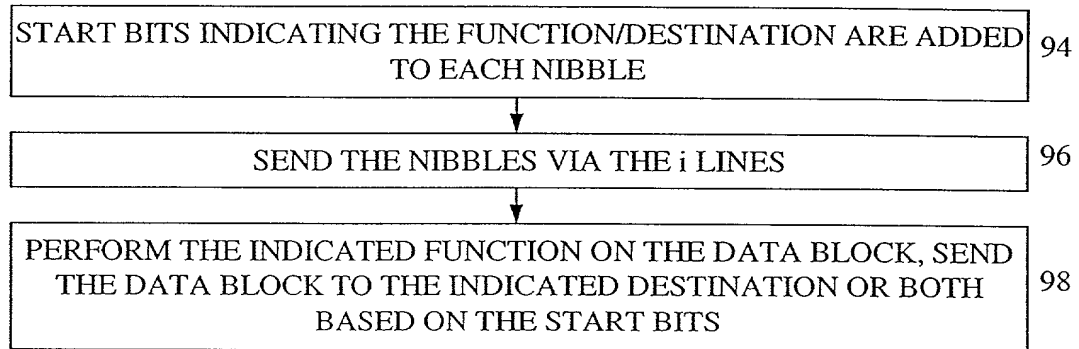 START BITS INDICATING THE FUNCTION/DESTINATION ARE ADDED
TO EACH NIBBLE
94
SEND THE NIBBLES VIA THE i LINES
96
PERFORM THE INDICATED FUNCTION ON THE DATA BLOCK, SEND
THE DATA BLOCK TO THE INDICATED DESTINATION OR BOTH
BASED ON THE START BITS
98